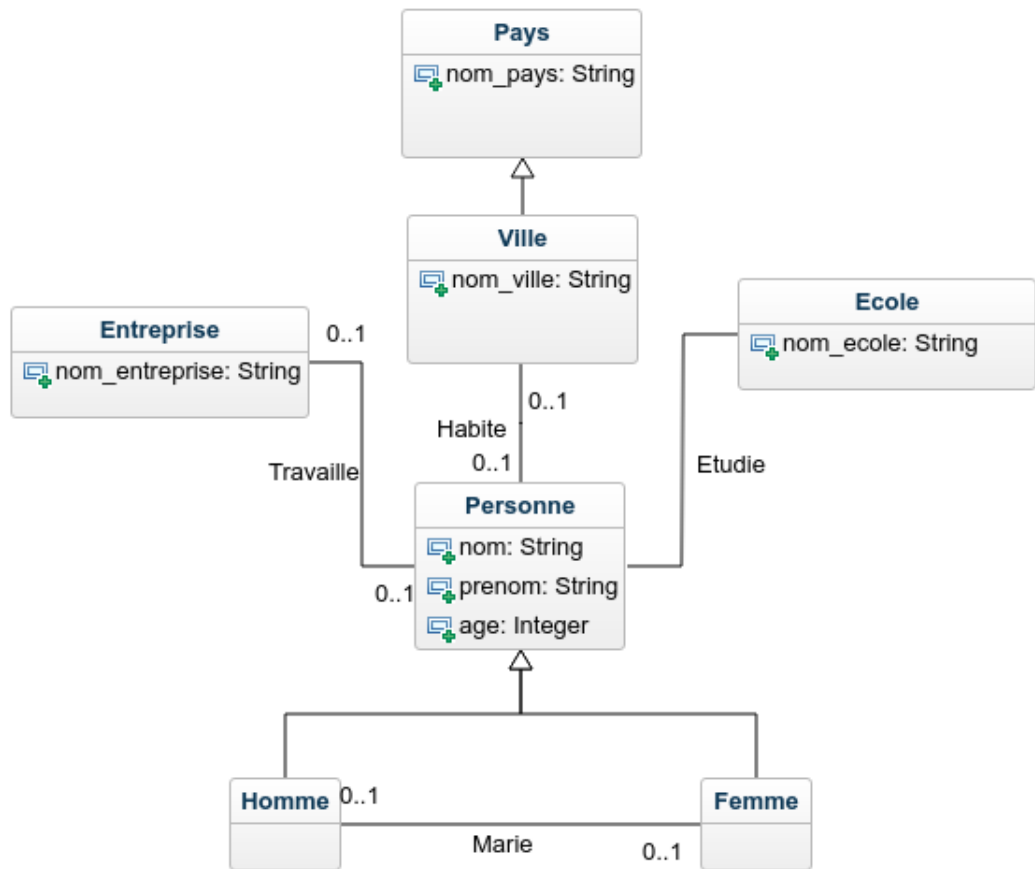 Pays
nom_pays: String
Ville
nom_ville: String
Entreprise
nom_entreprise: String
0..1
Ecole
nom_ecole: String
0..1
Habite
0..1
Travaille
Etudie
Personne
nom: String
prenom: String
age: Integer
0..1
Homme
0..1
Femme
Marie
0..1